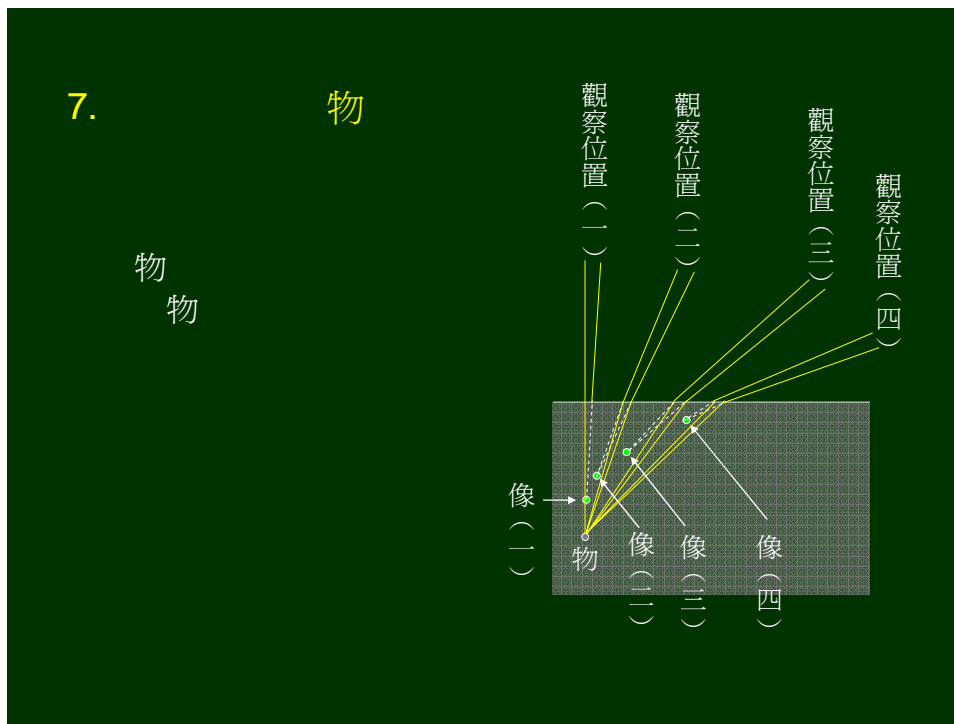 7. 物
物
物
觀察位置（一）
觀察位置（二）
觀察位置（三）
觀察位置（四）
像（一）
物
像（二）
像（三）
像（四）